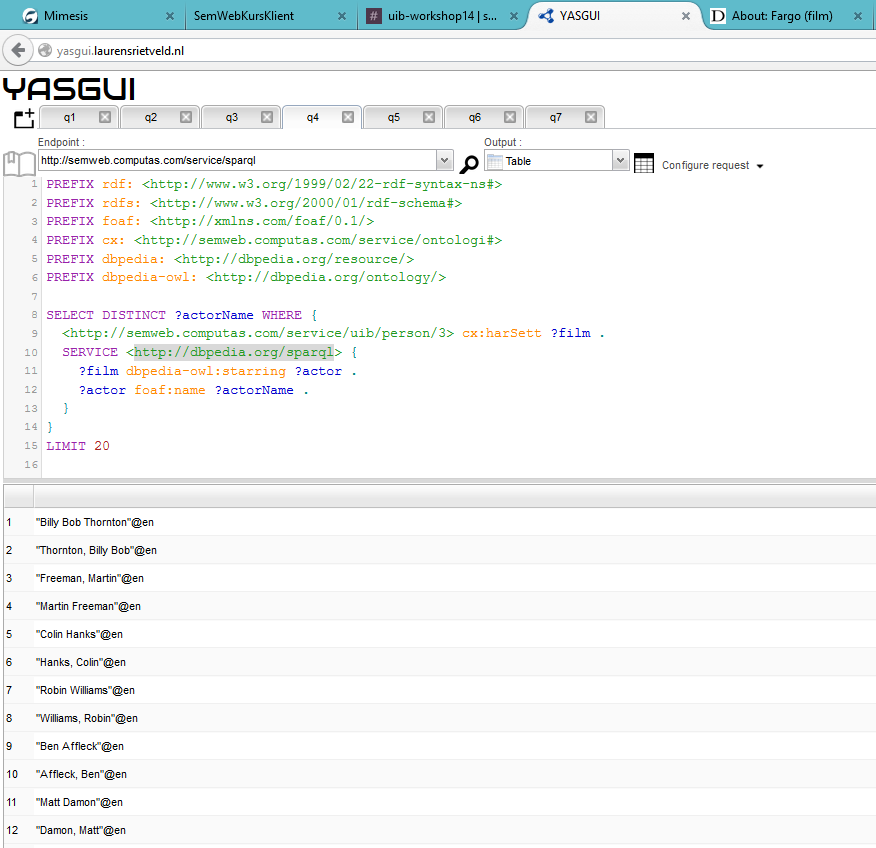 Mimesis
SemWebKursKlient
# uib-workshop14 | s...
YASGUI
D About: Fargo (film)
yasgui.laurensrietveld.nl
YASGUI
q1 q2 q3 q4 q5 q6 q7
Endpoint : Output :
http://semweb.computas.com/service/sparql Table Configure request
1 PREFIX rdf: <http://www.w3.org/1999/02/22-rdf-syntax-ns#>
2 PREFIX rdfs: <http://www.w3.org/2000/01/rdf-schema#>
3 PREFIX foaf: <http://xmlns.com/foaf/0.1/>
4 PREFIX cx: <http://semweb.computas.com/service/ontologi#>
5 PREFIX dbpedia: <http://dbpedia.org/resource/>
6 PREFIX dbpedia-owl: <http://dbpedia.org/ontology/>
7
8 SELECT DISTINCT ?actorName WHERE {
9 <http://semweb.computas.com/service/uib/person/3> cx:harSett ?film .
10 SERVICE <http://dbpedia.org/sparql> {
11 ?film dbpedia-owl:starring ?actor .
12 ?actor foaf:name ?actorName .
13 }
14 }
15 LIMIT 20
16
1 "Billy Bob Thornton"@en
2 "Thornton, Billy Bob"@en
3 "Freeman, Martin"@en
4 "Martin Freeman"@en
5 "Colin Hanks"@en
6 "Hanks, Colin"@en
7 "Robin Williams"@en
8 "Williams, Robin"@en
9 "Ben Affleck"@en
10 "Affleck, Ben"@en
11 "Matt Damon"@en
12 "Damon, Matt"@en